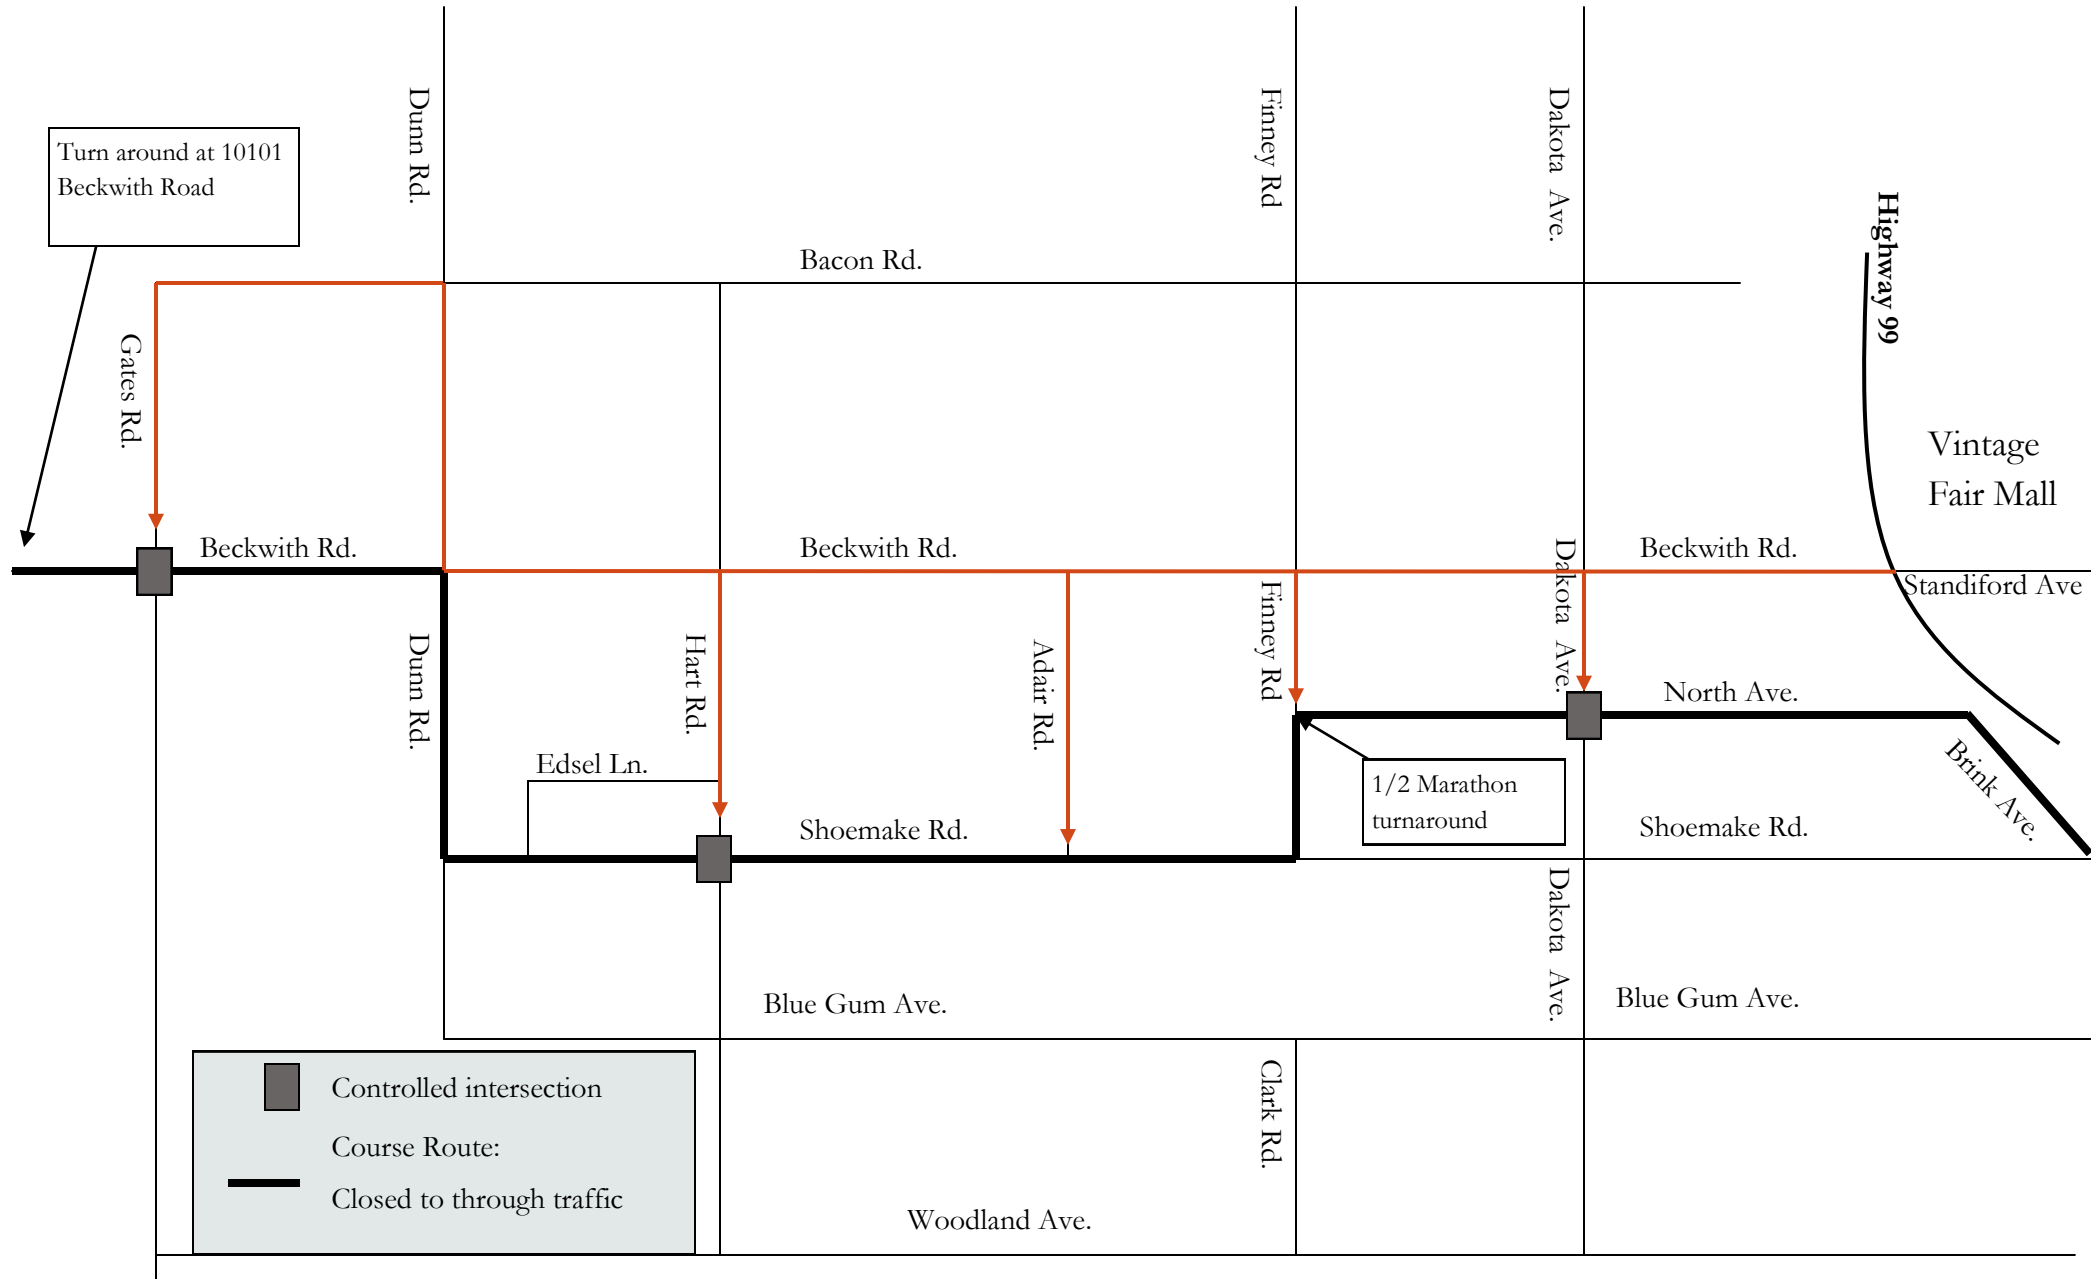 Dunn Rd.
Finney Rd
Dakota Ave.
Turn around at 10101
Beckwith Road
Highway 99
Bacon Rd.
Gates Rd.
Vintage
Fair Mall
Beckwith Rd.
Beckwith Rd.
Dakota Ave.
Beckwith Rd.
Standiford Ave
Dunn Rd.
Hart Rd.
Adair Rd.
Finney Rd
North Ave.
Edsel Ln.
Brink Ave.
1/2 Marathon
turnaround
Shoemake Rd.
Shoemake Rd.
Dakota Ave.
Blue Gum Ave.
Blue Gum Ave.
Controlled intersection
Course Route:
Closed to through traffic
Clark Rd.
Woodland Ave.